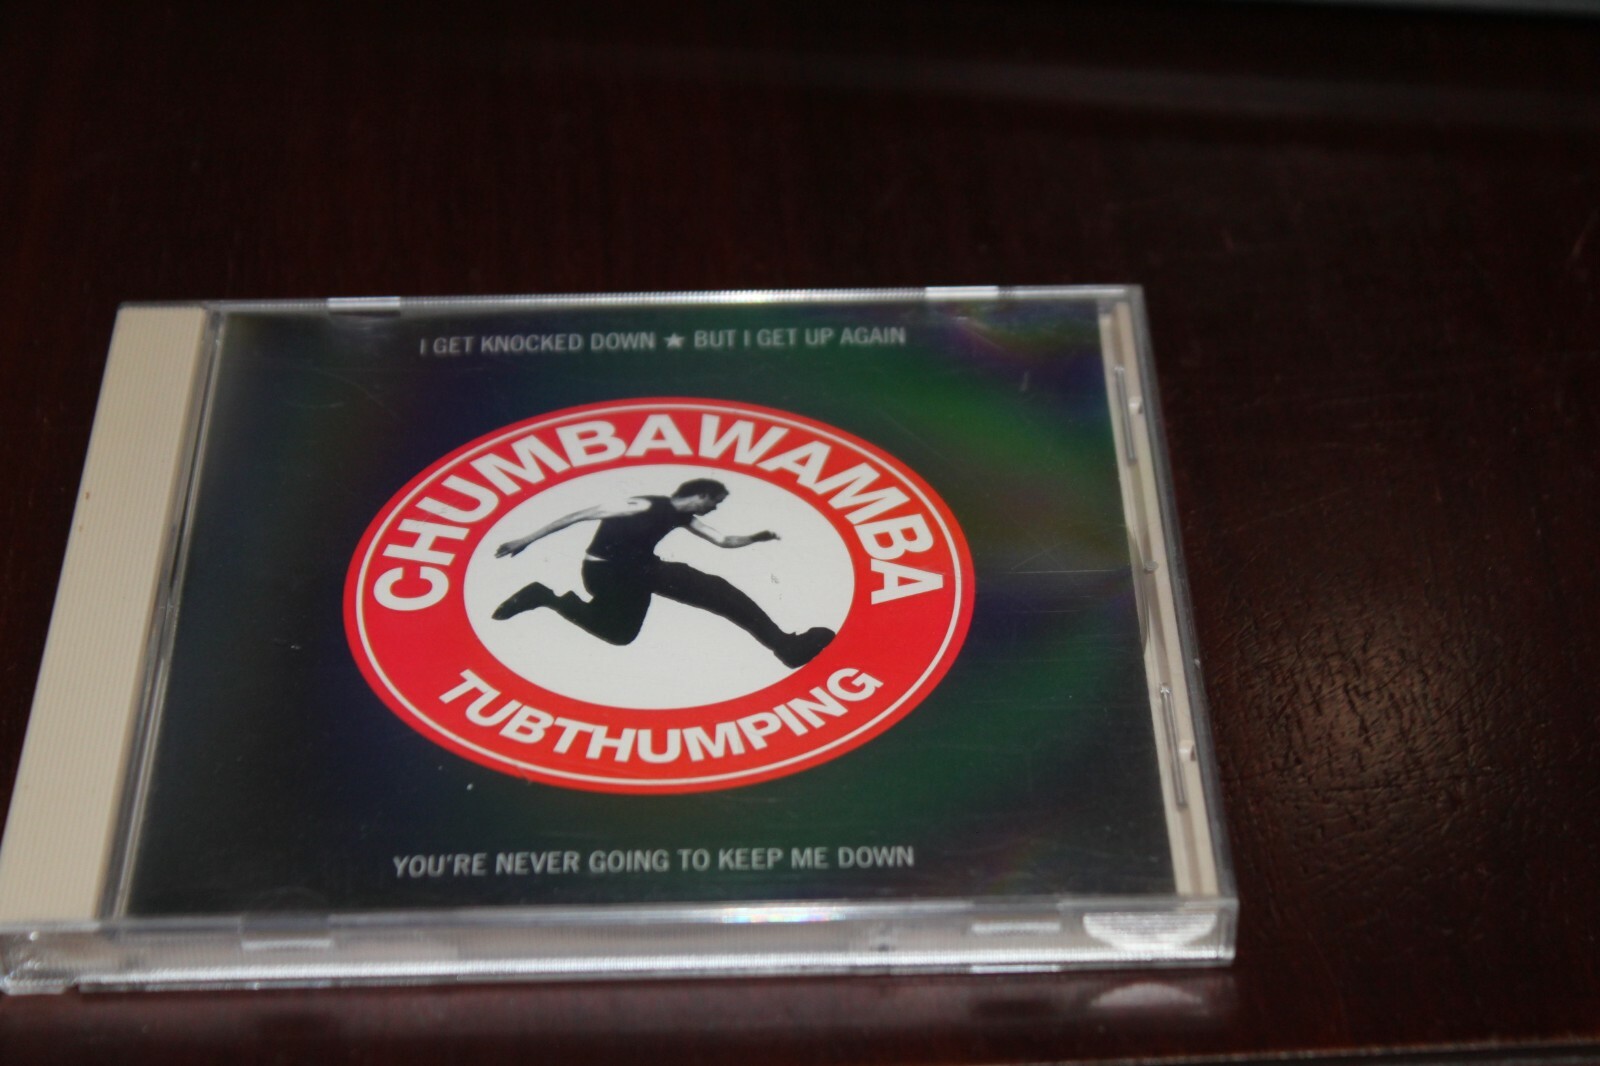 I GET KNOCKED DOWN ★ BUT I GET UP AGAIN
CHUMBAWAMBA
TUBTHUMPING
YOU'RE NEVER GOING TO KEEP ME DOWN